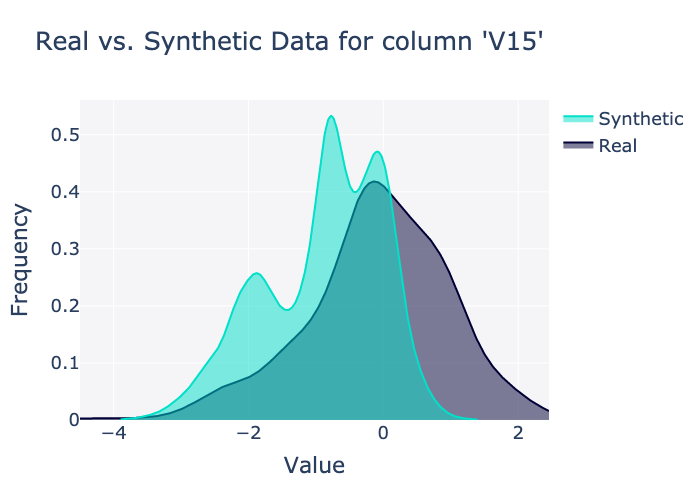 Real vs. Synthetic Data for column 'V15'
Synthetic
Real
0.5
0.4
0.3
0.2
0.1
0
Frequency
−4
−2
0
2
Value